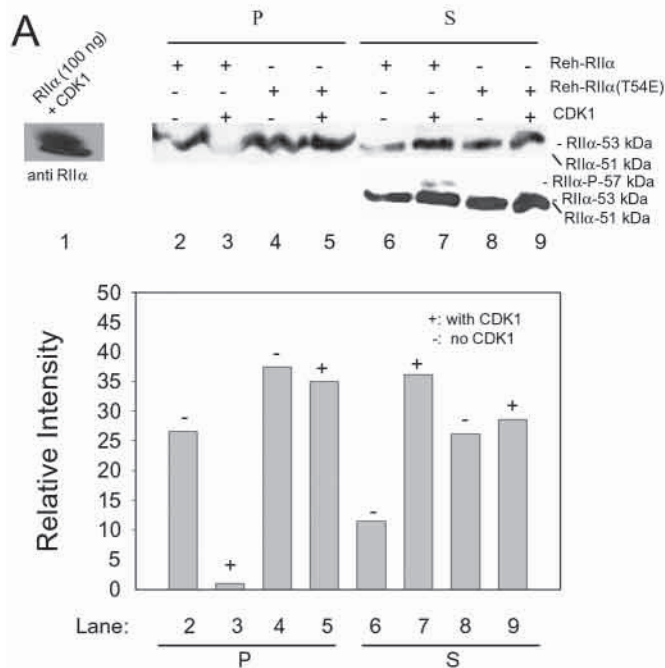 A
RIIα (100 ng)
+ CDK1
anti RIIα
P S
+ + - - + + - - Reh-RIIα
- - + + - - + + Reh-RIIα(T54E)
- + - + - + - + CDK1
- RIIα-53 kDa
RIIα-51 kDa
- RIIα-P-57 kDa
- RIIα-53 kDa
RIIα-51 kDa
1 2 3 4 5 6 7 8 9
Relative Intensity
50
45
40
35
30
25
20
15
10
5
0
+: with CDK1
-: no CDK1
- + - + - + - +
Lane: 2 3 4 5 6 7 8 9
P S